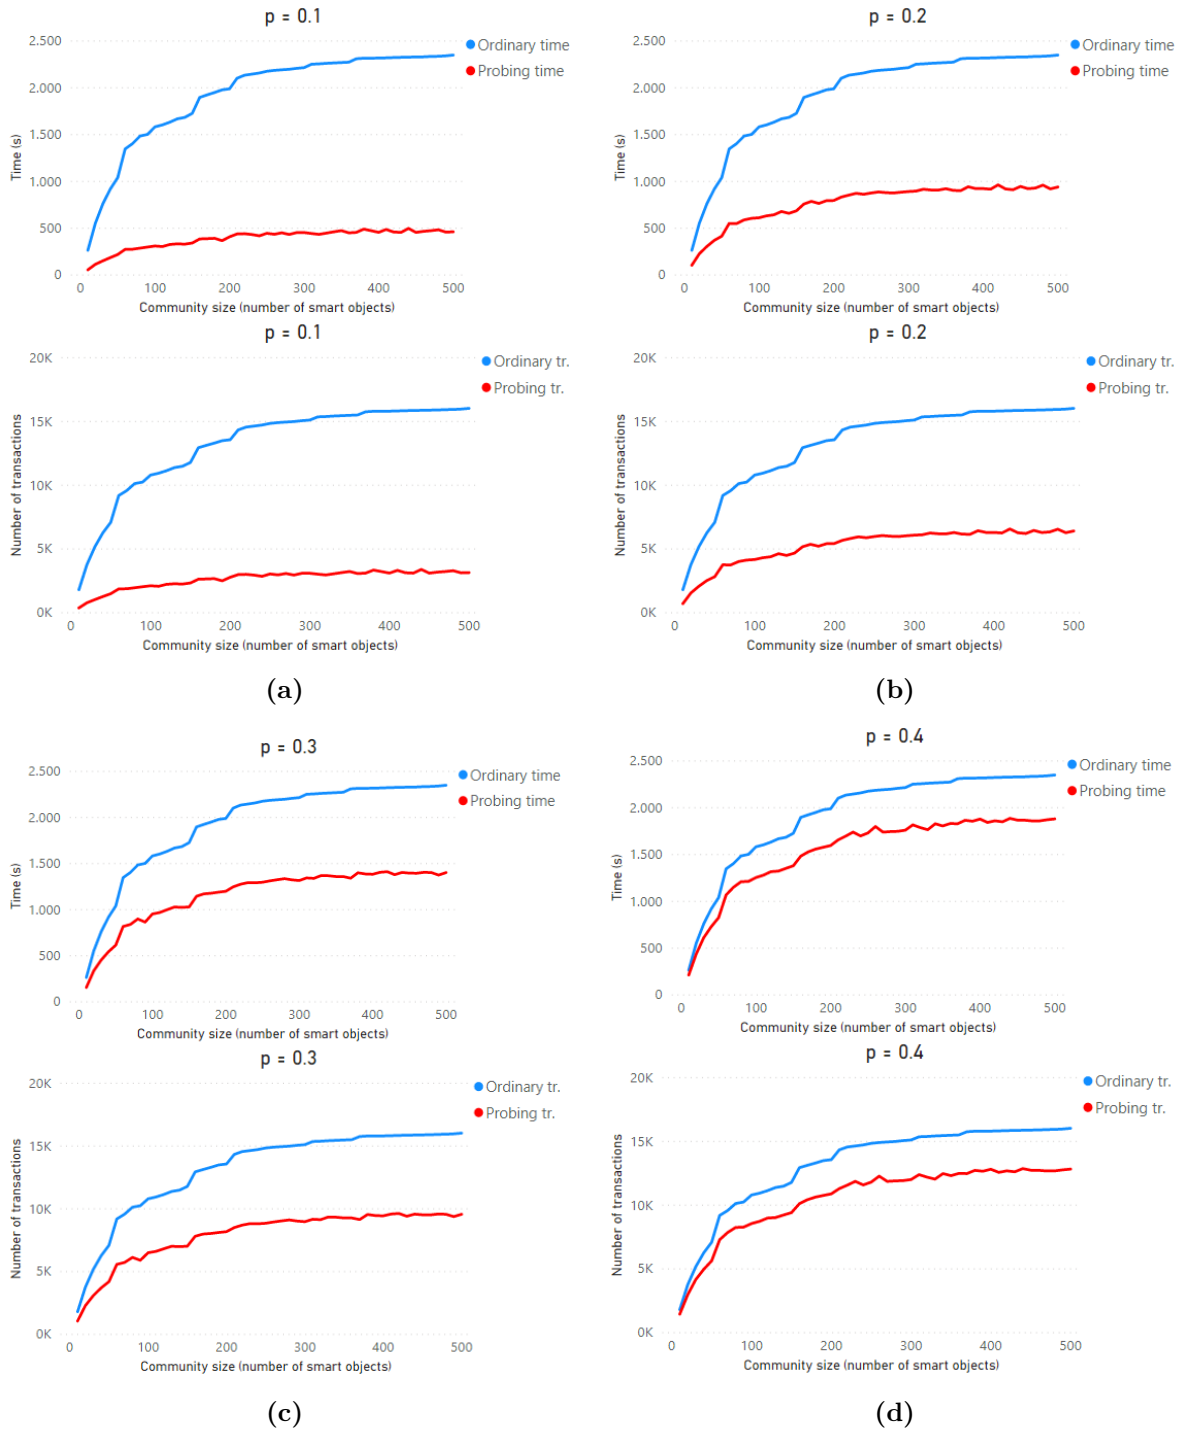 p = 0.1
2.500
2.000
1.500
1.000
500
0
Time (s)
0 100 200 300 400 500
Community size (number of smart objects)
Ordinary time
Probing time
p = 0.1
20K
15K
10K
5K
0K
Number of transactions
0 100 200 300 400 500
Community size (number of smart objects)
Ordinary tr.
Probing tr.
(a)
p = 0.2
2.500
2.000
1.500
1.000
500
0
Time (s)
0 100 200 300 400 500
Community size (number of smart objects)
Ordinary time
Probing time
p = 0.2
20K
15K
10K
5K
0K
Number of transactions
0 100 200 300 400 500
Community size (number of smart objects)
Ordinary tr.
Probing tr.
(b)
p = 0.3
2.500
2.000
1.500
1.000
500
0
Time (s)
0 100 200 300 400 500
Community size (number of smart objects)
Ordinary time
Probing time
p = 0.3
20K
15K
10K
5K
0K
Number of transactions
0 100 200 300 400 500
Community size (number of smart objects)
Ordinary tr.
Probing tr.
(c)
p = 0.4
2.500
2.000
1.500
1.000
500
0
Time (s)
0 100 200 300 400 500
Community size (number of smart objects)
Ordinary time
Probing time
p = 0.4
20K
15K
10K
5K
0K
Number of transactions
0 100 200 300 400 500
Community size (number of smart objects)
Ordinary tr.
Probing tr.
(d)